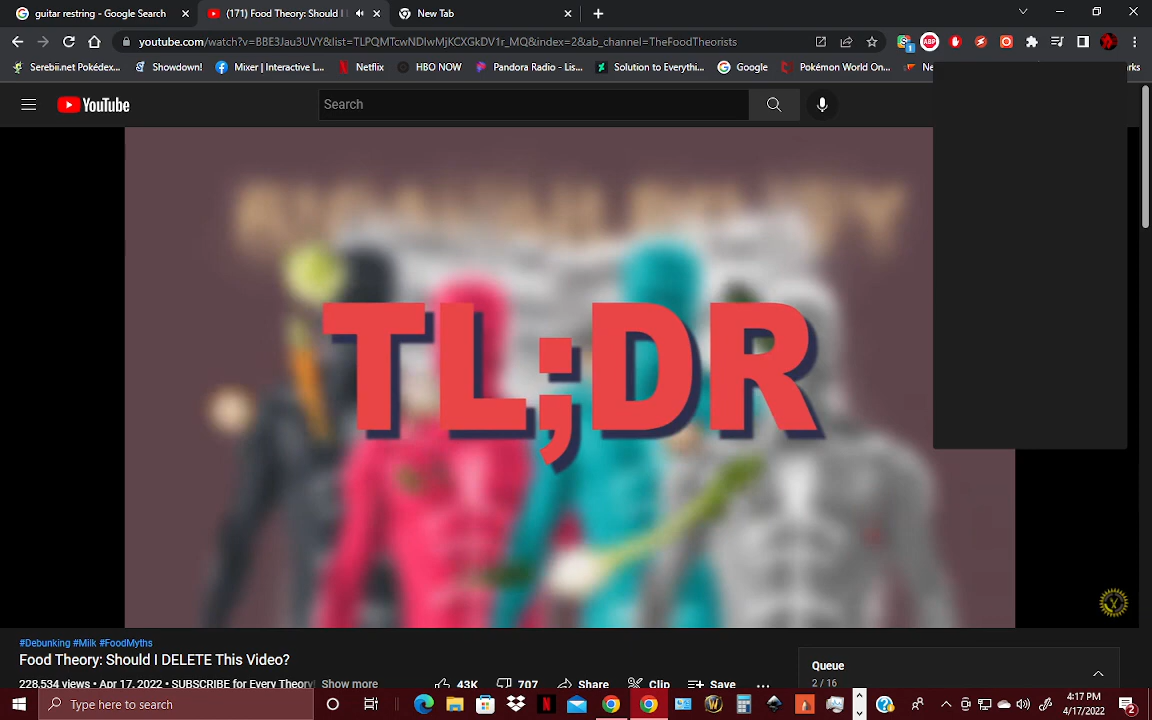 guitar restring - Google Search
(171) Food Theory: Should I
New Tab
youtube.com/watch?v=BBE3Jau3UVY&list=TLPQMTcwNDIwMjKCXGkDV1r_MQ&index=2&ab_channel=TheFoodTheorists
Serebii.net Pokédex...
Showdown!
Mixer | Interactive L...
Netflix
HBO NOW
Pandora Radio - Lis...
Solution to Everythi...
Google
Pokémon World On...
YouTube
Search
TL;DR
#Debunking #Milk #FoodMyths
Food Theory: Should I DELETE This Video?
228,534 views • Apr 17, 2022 • SUBSCRIBE for Every Theory!
Show more
43K
707
Share
Clip
Save
Queue
2 / 16
Type here to search
4:17 PM
4/17/2022
2